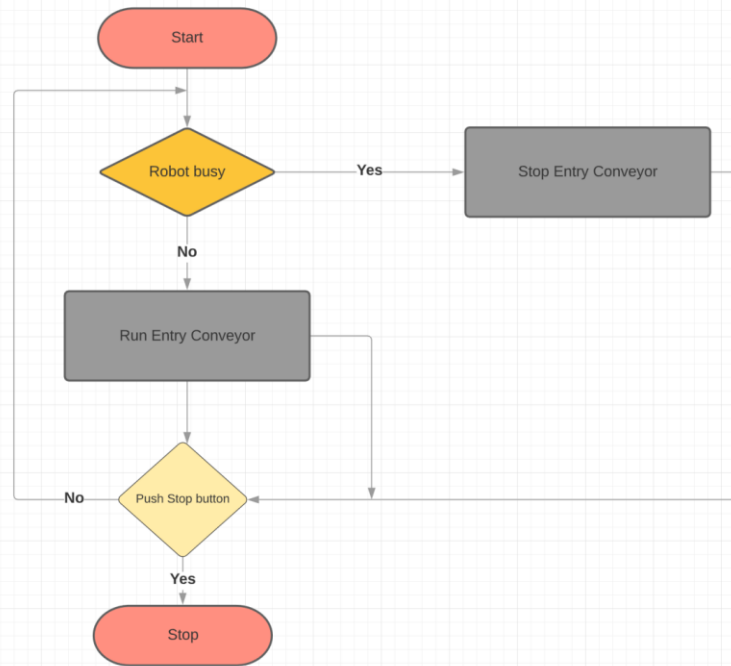 Start
Robot busy
Yes
Stop Entry Conveyor
No
Run Entry Conveyor
No
Push Stop button
Yes
Stop